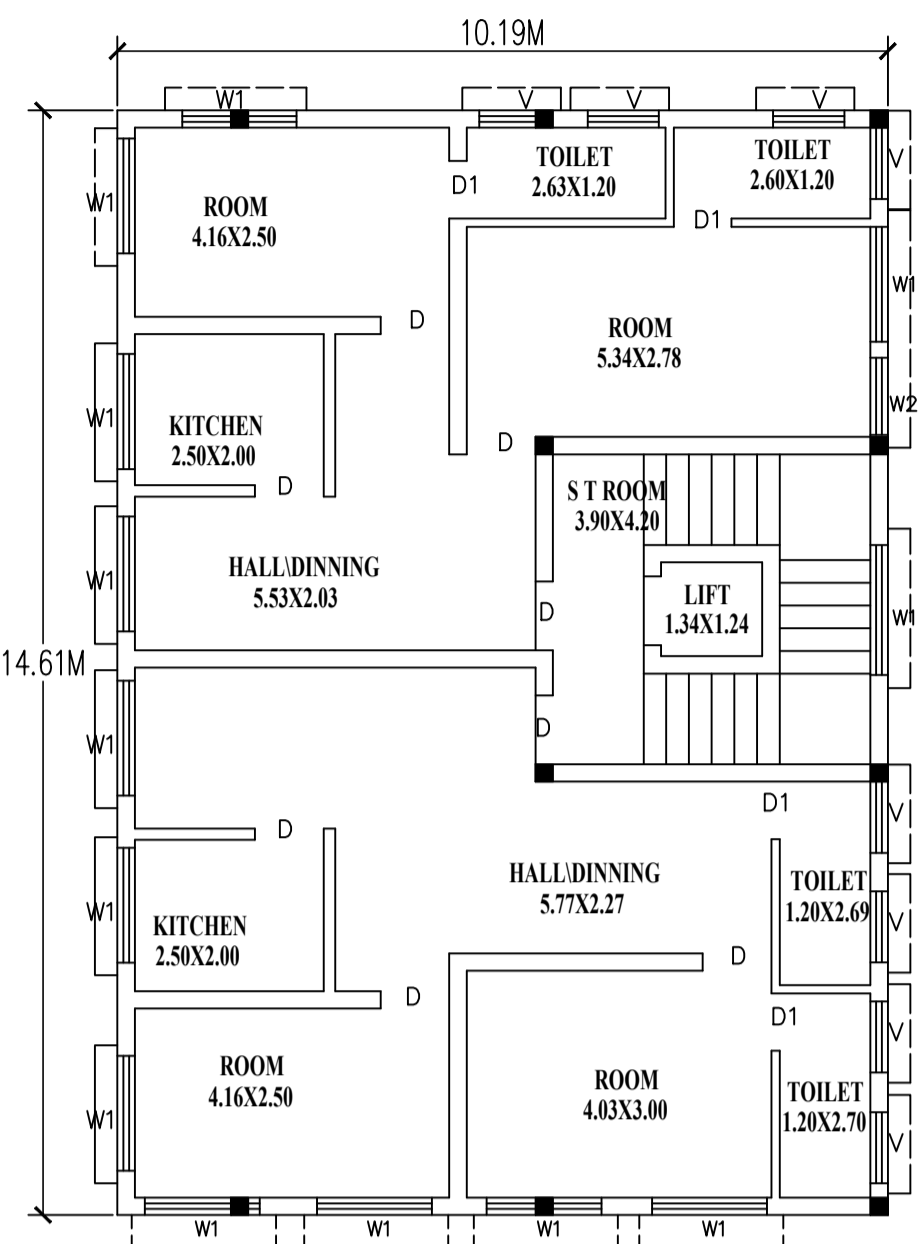 10.19M
W1
V
V
V
TOILET
2.63X1.20
TOILET
2.60X1.20
V
D1
W1
ROOM
4.16X2.50
D1
W1
D
ROOM
5.34X2.78
W1
KITCHEN
2.50X2.00
W2
D
D
S T ROOM
3.90X4.20
HALL\DINNING
5.53X2.03
W1
LIFT
1.34X1.24
D
W1
14.61M
D
W1
D1
V
D
HALL\DINNING
5.77X2.27
TOILET
1.20X2.69
W1
KITCHEN
2.50X2.00
V
D
D
D1
V
ROOM
4.16X2.50
ROOM
4.03X3.00
TOILET
1.20X2.70
W1
V
W1
W1
W1
W1